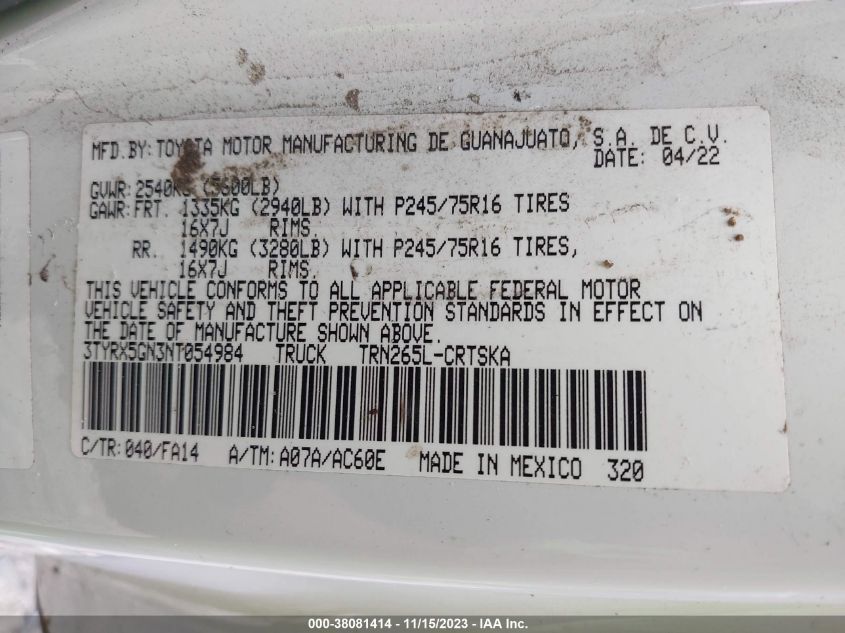 MFD.BY:TOYOTA MOTOR MANUFACTURING DE GUANAJUATO, S.A. DE C.V.
DATE: 04/22
GVWR:2540KG (5600LB)
GAWR:FRT. 1335KG (2940LB) WITH P245/75R16 TIRES
16X7J RIMS
RR. 1490KG (3280LB) WITH P245/75R16 TIRES,
16X7J RIMS.
THIS VEHICLE CONFORMS TO ALL APPLICABLE FEDERAL MOTOR
VEHICLE SAFETY AND THEFT PREVENTION STANDARDS IN EFFECT ON
THE DATE OF MANUFACTURE SHOWN ABOVE.
3TYRX5GN3NT054984 TRUCK TRN265L-CRTSKA
C/TR:040/FA14 A/TM:A07A/AC60E MADE IN MEXICO 320
000-38081414 - 11/15/2023 - IAA Inc.